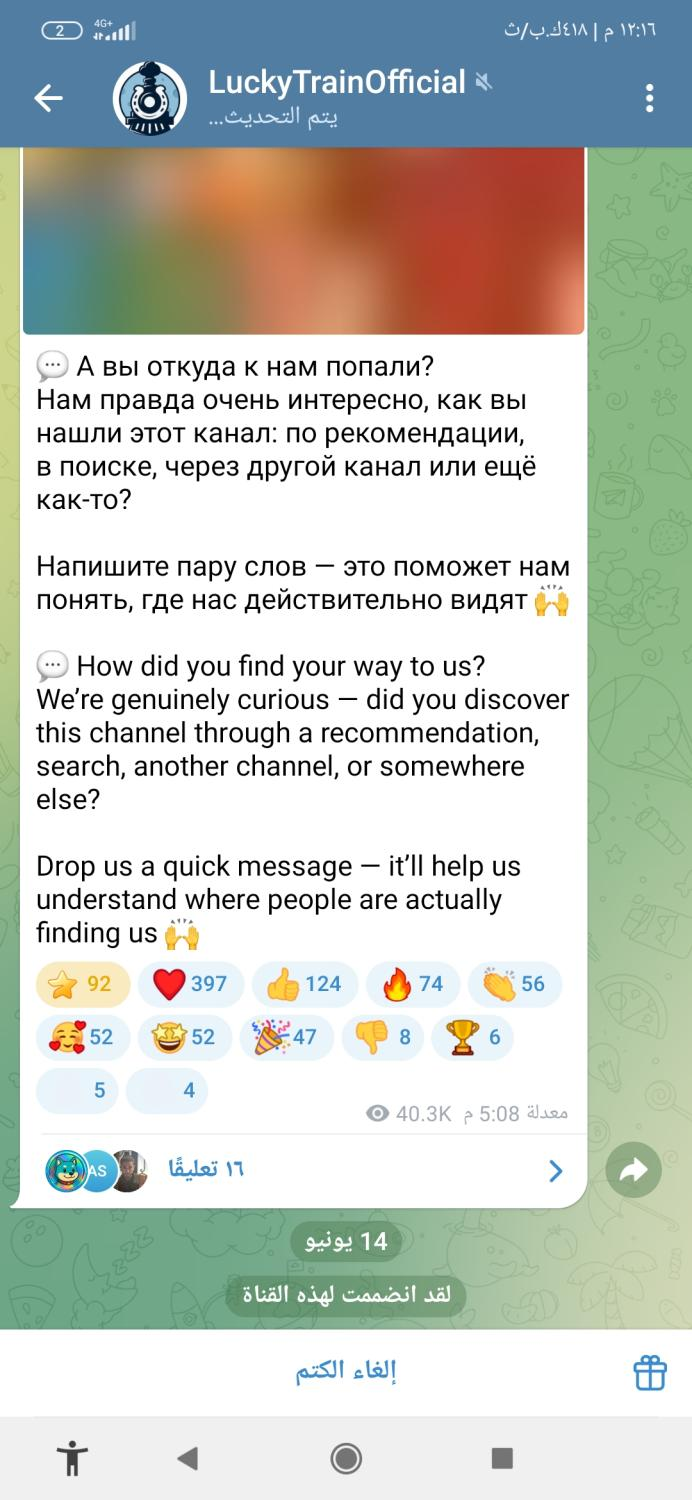 2 4G+ ١٢:١٦ م | ٤١٨ك.ب/ث
LuckyTrainOfficial
يتم التحديث...
💬 А вы откуда к нам попали?
Нам правда очень интересно, как вы
нашли этот канал: по рекомендации,
в поиске, через другой канал или ещё
как-то?
Напишите пару слов — это поможет нам
понять, где нас действительно видят 🙌
💬 How did you find your way to us?
We’re genuinely curious — did you discover
this channel through a recommendation,
search, another channel, or somewhere
else?
Drop us a quick message — it’ll help us
understand where people are actually
finding us 🙌
⭐ 92 ❤️ 397 👍 124 🔥 74 👏 56
🥰 52 🤩 52 🎉 47 👎 8 🏆 6
5 4
40.3K معدلة 5:08 م
AS ١٦ تعليقًا
14 يونيو
لقد انضممت لهذه القناة
إلغاء الكتم